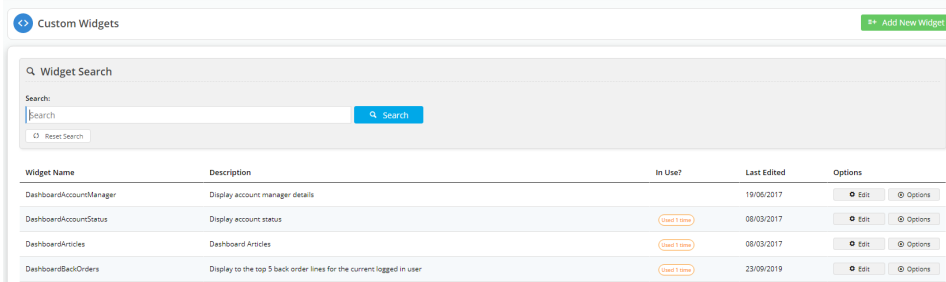 Custom Widgets
Add New Widget
Widget Search
Search:
Search
Search
Reset Search
Widget Name Description In Use? Last Edited Options
DashboardAccountManager Display account manager details 19/06/2017 Edit Options
DashboardAccountStatus Display account status Used 1 time 08/03/2017 Edit Options
DashboardArticles Dashboard Articles Used 1 time 08/03/2017 Edit Options
DashboardBackOrders Display to the top 5 back order lines for the current logged in user Used 1 time 23/09/2019 Edit Options